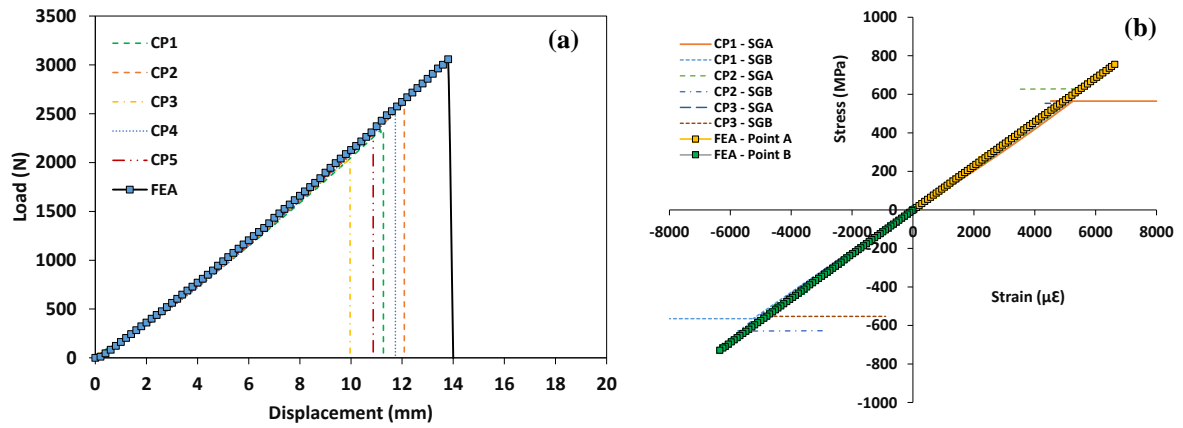 (a)
3500
3000
2500
2000
1500
1000
500
0
Load (N)
CP1
CP2
CP3
CP4
CP5
FEA
0 2 4 6 8 10 12 14 16 18 20
Displacement (mm)
(b)
1000
800
600
400
200
0
-200
-400
-600
-800
-1000
Stress (MPa)
CP1 - SGA
CP1 - SGB
CP2 - SGA
CP2 - SGB
CP3 - SGA
CP3 - SGB
FEA - Point A
FEA - Point B
-8000 -6000 -4000 -2000 0 2000 4000 6000 8000
Strain (µƐ)